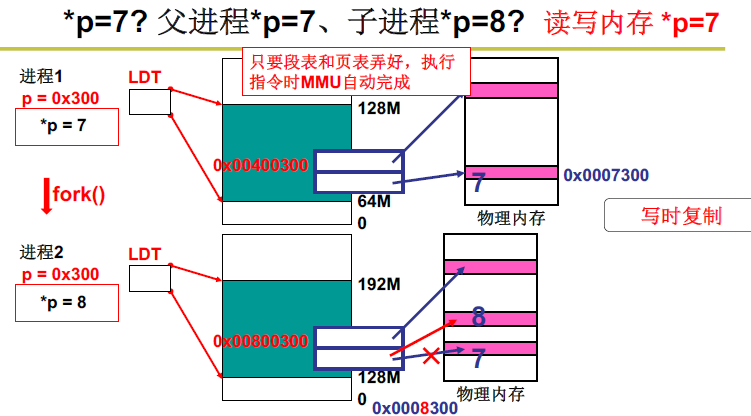 *p=7? 父进程*p=7、子进程*p=8? 读写内存 *p=7
只要段表和页表弄好，执行
指令时MMU自动完成
进程1
p = 0x300
*p = 7
LDT
128M
0x00400300
64M
0
7
0x0007300
物理内存
fork()
写时复制
进程2
p = 0x300
*p = 8
LDT
192M
0x00800300
128M
0
8
7
物理内存
0x0008300